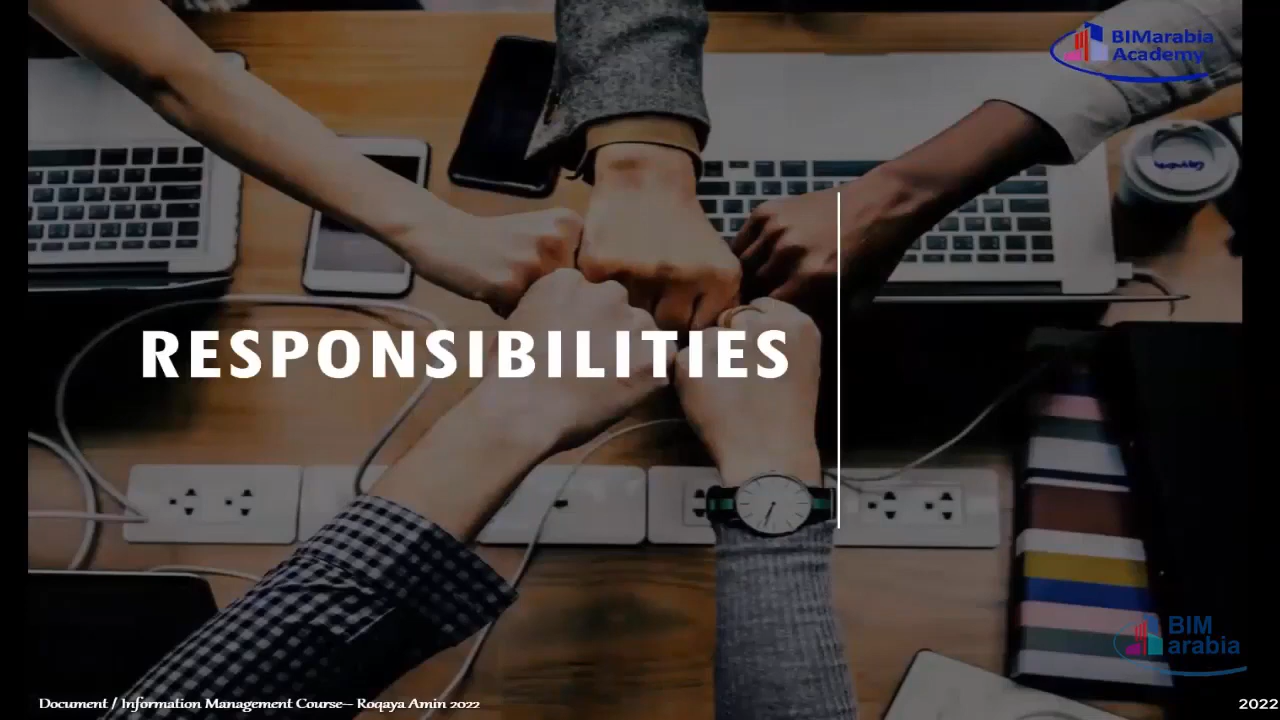 BIMarabia
Academy
RESPONSIBILITIES
BIM
arabia
Document / Information Management Course– Roqaya Amin 2022
2022